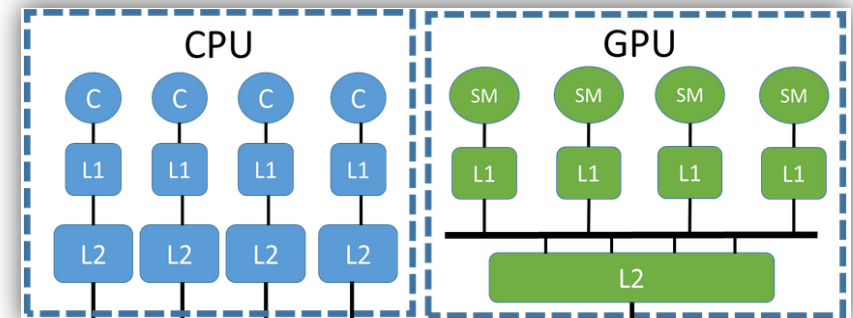 CPU
C C C C
L1 L1 L1 L1
L2 L2 L2 L2
GPU
SM SM SM SM
L1 L1 L1 L1
L2